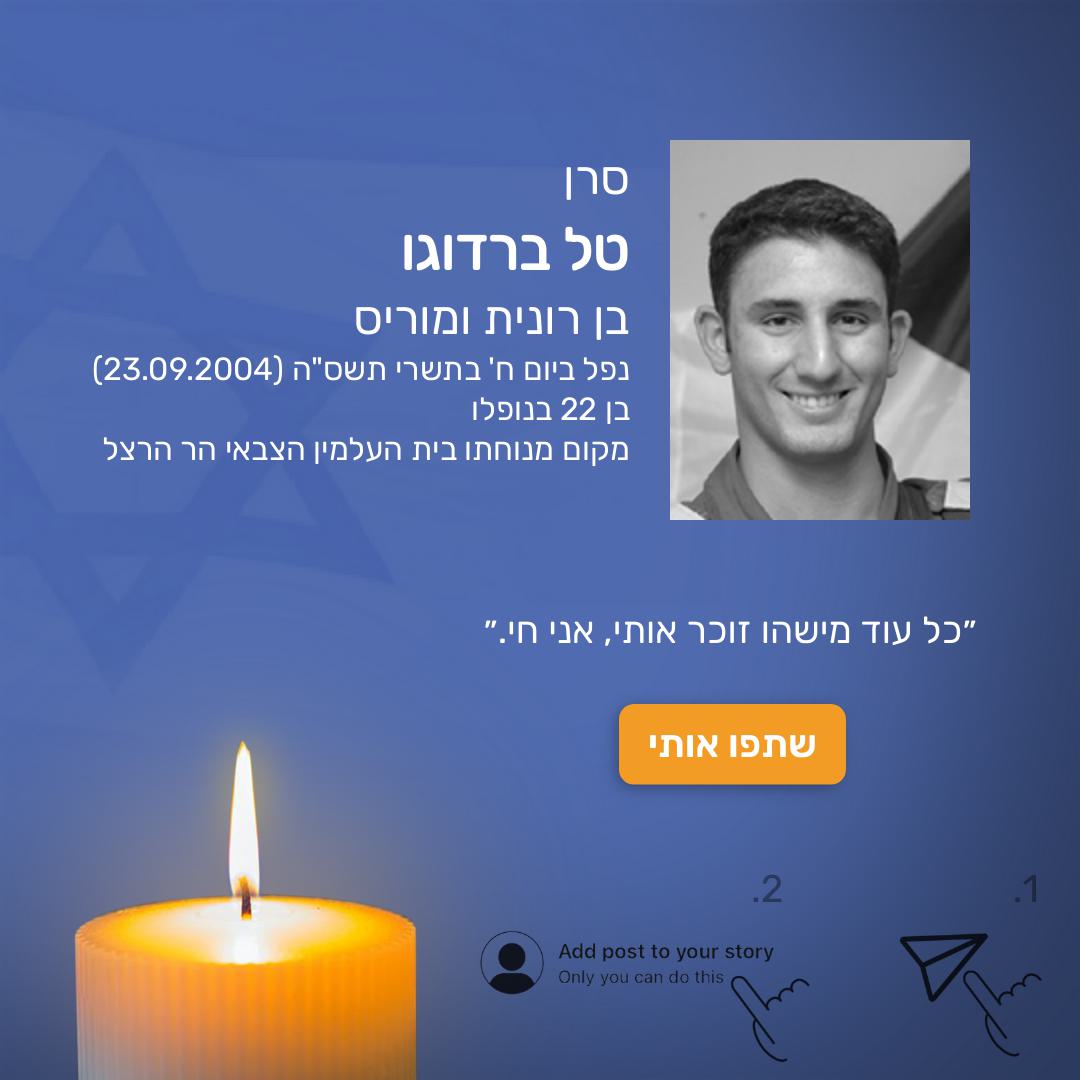 סרן
טל ברדוגו
בן רונית ומוריס
נפל ביום ח' בתשרי תשס"ה (23.09.2004)
בן 22 בנופלו
מקום מנוחתו בית העלמין הצבאי הר הרצל
״כל עוד מישהו זוכר אותי, אני חי.״
שתפו אותי
1.
2.
Add post to your story
Only you can do this